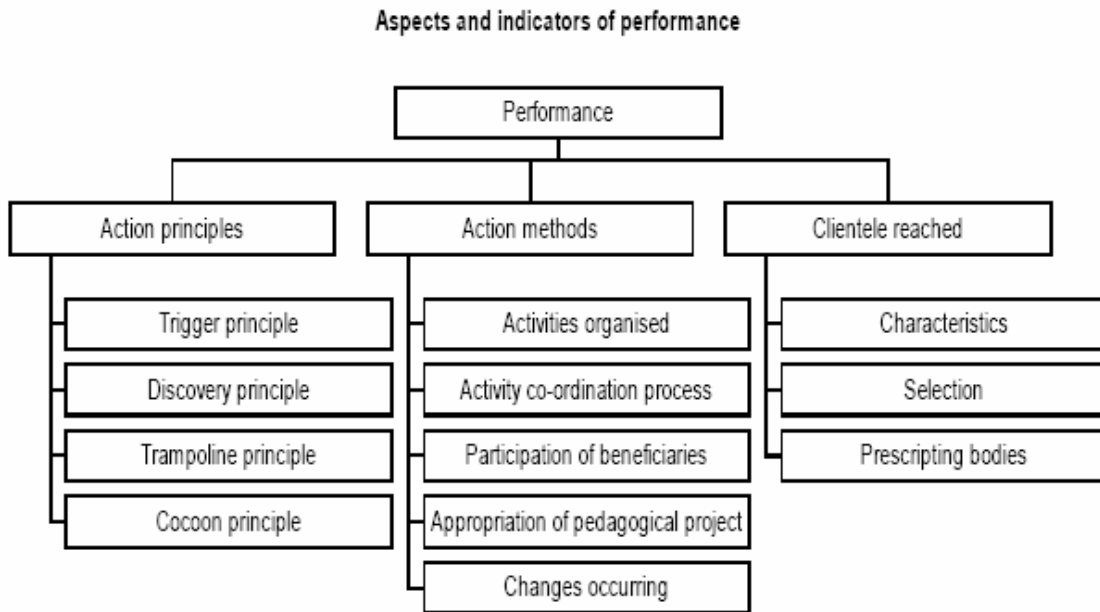 Aspects and indicators of performance
Performance
Action principles
Action methods
Clientele reached
Trigger principle
Discovery principle
Trampoline principle
Cocoon principle
Activities organised
Activity co-ordination process
Participation of beneficiaries
Appropriation of pedagogical project
Changes occurring
Characteristics
Selection
Prescripting bodies